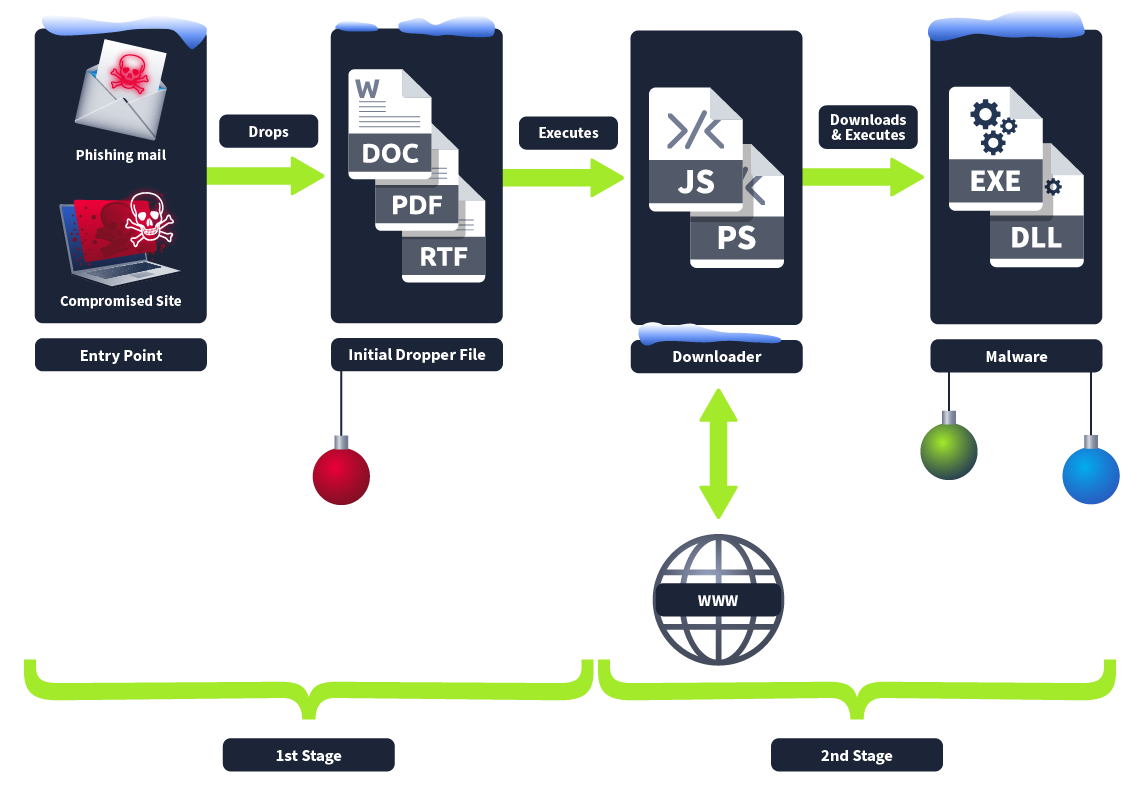 Phishing mail
Compromised Site
Entry Point
Drops
W
DOC
PDF
RTF
Initial Dropper File
Executes
JS
PS
Downloader
Downloads
& Executes
EXE
DLL
Malware
WWW
1st Stage
2nd Stage